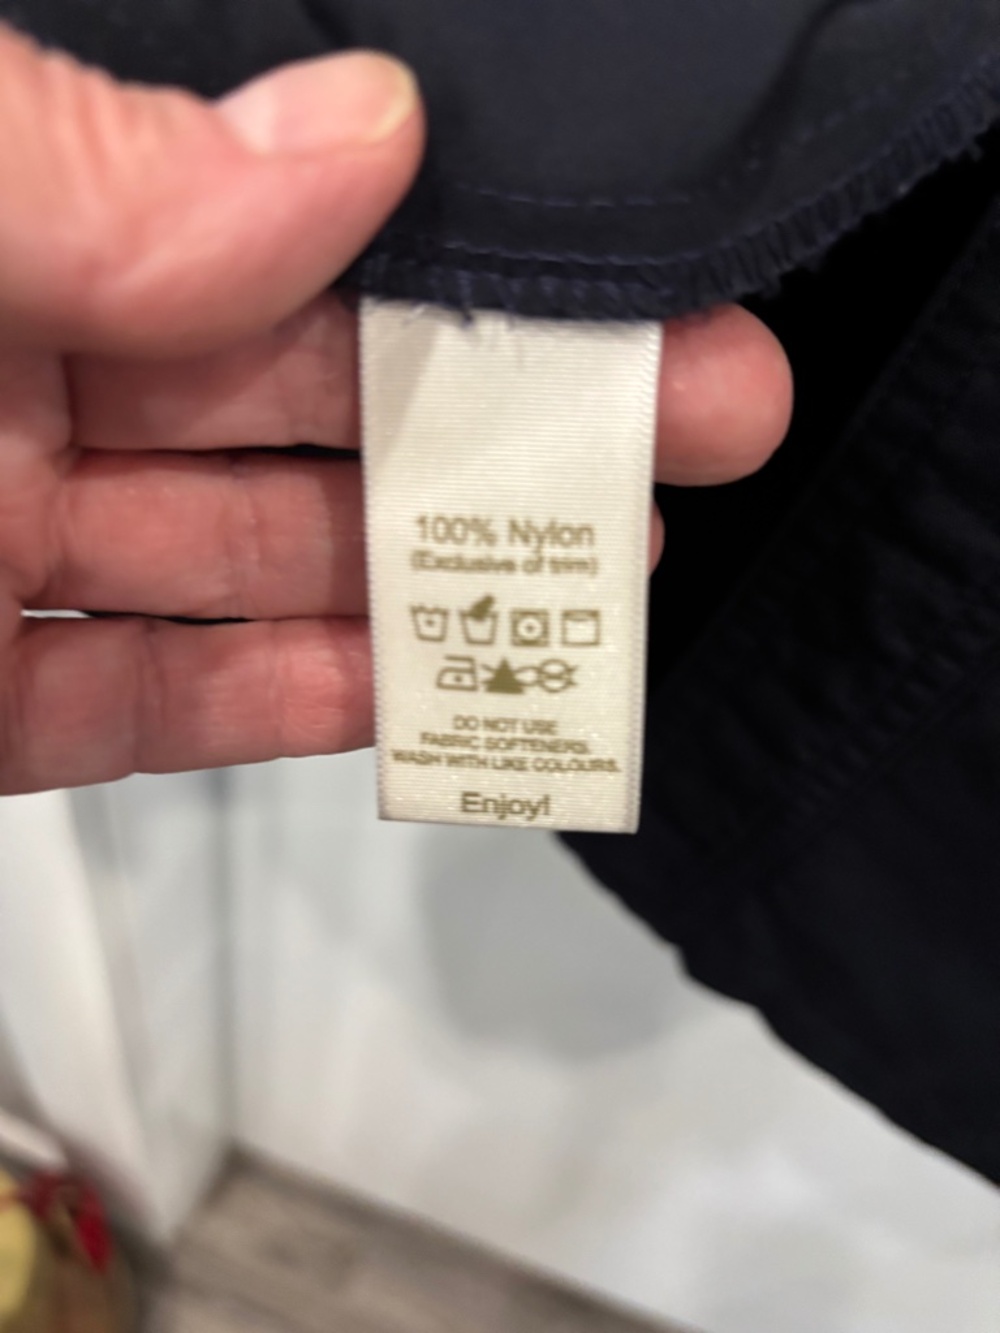 100% Nylon
(Exclusive of trim)
DO NOT USE
FABRIC SOFTENERS.
WASH WITH LIKE COLOURS.
Enjoy!